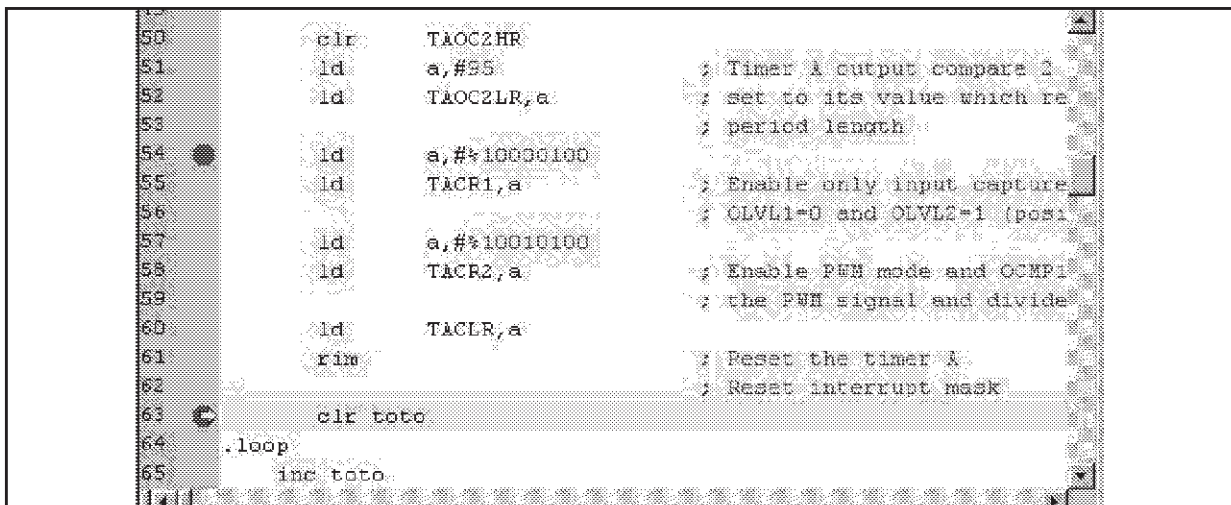 50 clr TAOC2HR
51 ld a,#95 ; Timer A output compare 2
52 ld TAOC2LR,a ; set to its value which re
53 ; period length
54 ld a,#%10000100
55 ld TACR1,a ; Enable only input capture
56 ; OLVL1=0 and OLVL2=1 (posi
57 ld a,#%10010100
58 ld TACR2,a ; Enable PWM mode and OCMP1
59 ; the PWM signal and divide
60 ld TACLR,a
61 rim ; Reset the timer A
62 ; Reset interrupt mask
63 clr toto
64 .loop
65 inc toto